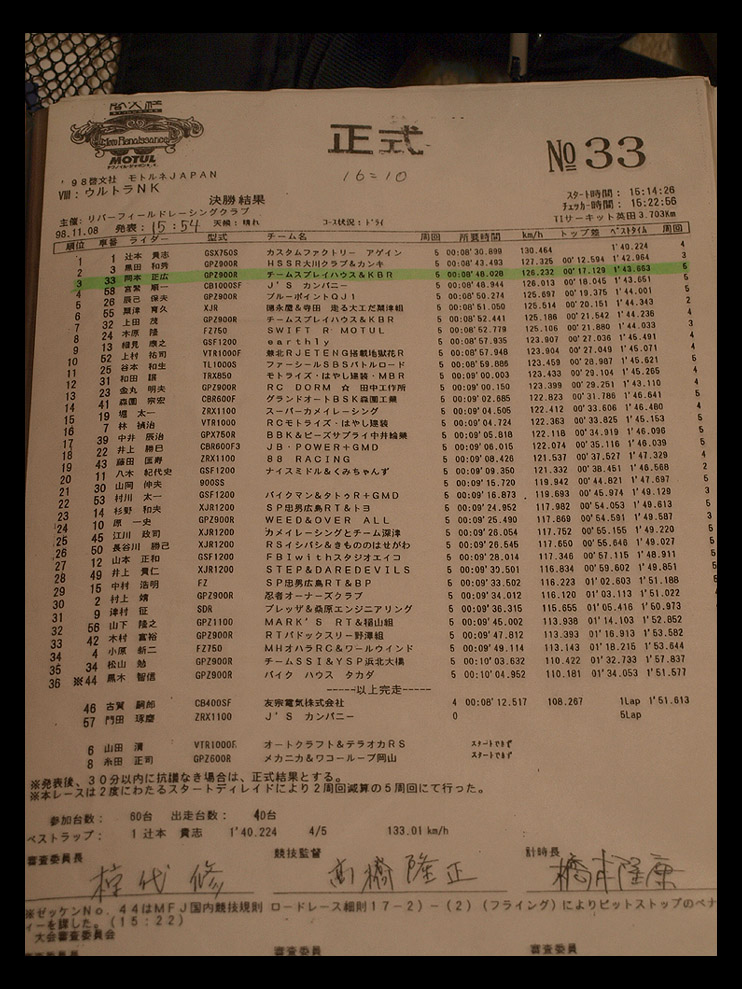 啓文社
New Renaissance
MOTUL
正式
16=10
No 33
'98啓文社 モトルネJAPAN
Ⅷ: ウルトラNK
決勝結果
スタート時間: 15:14:26
チェッカー時間: 15:22:56
主催: リバーフィールドレーシングクラブ
TIサーキット英田 3.703Km
98.11.08 発表: 15:54 天候: 晴れ コース状況: ドライ
順位 車番 ライダー 型式 チーム名 周回 所要時間 km/h トップ差 ベストタイム 周回
1 1 辻本 貴志 GSX750S カスタムファクトリー アゲイン 5 00:08'30.899 130.464 1'40.224 4
2 3 黒田 和秀 GPZ900R HSSR大川クラブ&カンキ 5 00:08'43.493 127.325 00'12.594 1'42.964 3
3 33 岡本 正広 GPZ900R チームスプレイハウス&KBR 5 00:08'48.028 126.232 00'17.129 1'43.663 5
4 58 宮繁 順一 CB1000SF J'S カンパニー 5 00:08'48.944 126.013 00'18.045 1'43.651 5
5 28 辰己 保夫 GPZ900R ブルーポイントQJ1 5 00:08'50.274 125.697 00'19.375 1'44.001 5
6 55 粟津 育久 XJR 徳永塵&寺田 走る大工だ粟津組 5 00:08'51.050 125.514 00'20.151 1'44.343 2
7 32 上田 茂 GPZ900R チームスプレイハウス&KBR 5 00:08'52.441 125.186 00'21.542 1'44.236 4
8 24 木原 隆 FZ750 SWIFT R MOTUL 5 00:08'52.779 125.106 00'21.880 1'44.033 3
9 13 細見 康之 GSF1200 earthly 5 00:08'57.935 123.907 00'27.036 1'45.491 4
10 52 上村 祐司 VTR1000F 兼北RJETENG搭載地獄花R 5 00:08'57.948 123.904 00'27.049 1'45.071 4
11 25 谷本 和生 TL1000S ファーシールSBSパトルロード 5 00:08'59.886 123.459 00'28.987 1'45.621 5
12 31 和田 譲 TRX850 モトライズ・はやし建装・MBR 5 00:09'00.003 123.433 00'29.104 1'45.265 4
13 23 金丸 明夫 GPZ900R RC DORM ☆ 田中工作所 5 00:09'00.150 123.399 00'29.251 1'43.110 4
14 41 森園 宗宏 CBR600F グランドオートBSK森園工業 5 00:09'02.685 122.823 00'31.786 1'46.641 5
15 19 堀 太一 ZRX1100 スーパーカメイレーシング 5 00:09'04.505 122.412 00'33.606 1'46.480 4
16 7 林 禎治 VTR1000 RCモトライズ・はやし建装 5 00:09'04.724 122.363 00'33.825 1'45.153 5
17 39 中井 辰治 GPX750R BBK&ビーズサプライ中井輪業 5 00:09'05.818 122.118 00'34.919 1'46.096 5
18 22 井上 勝巳 CBR600F3 JB・POWER+GMD 5 00:09'06.015 122.074 00'35.116 1'46.039 5
19 43 藤田 匡寿 ZRX1100 88 RACING 5 00:09'08.428 121.537 00'37.527 1'47.329 4
20 11 八木 紀代史 GSF1200 ナイスミドル&くみちゃんず 5 00:09'09.350 121.332 00'38.451 1'46.568 2
21 30 山岡 伸夫 900SS 5 00:09'15.720 119.942 00'44.821 1'47.697 5
22 53 村川 太一 GSF1200 バイクマン&タトゥR+GMD 5 00:09'16.873 119.693 00'45.974 1'49.129 3
23 14 杉野 和夫 XJR1200 SP忠男広島RT&トヨ 5 00:09'24.952 117.982 00'54.053 1'49.613 5
24 10 原 一史 GPZ900R WEED&OVER ALL 5 00:09'25.490 117.869 00'54.591 1'49.587 3
25 45 江川 政司 XJR1200 カメイレーシングとチーム深津 5 00:09'26.054 117.752 00'55.155 1'49.220 5
26 50 長谷川 勝己 XJR1200 RSイシバシ&きもののはせがわ 5 00:09'26.545 117.650 00'55.646 1'49.027 5
27 12 山本 正和 GSF1200 FBIwithスタジオエイコ 5 00:09'28.014 117.346 00'57.115 1'48.911 5
28 49 井上 貴仁 XJR1200 STEP&DAREDEVILS 5 00:09'30.501 116.834 00'59.602 1'49.851 5
29 15 中村 浩明 FZ SP忠男広島RT&BP 5 00:09'33.502 116.223 01'02.603 1'51.188 5
30 2 村上 靖 GPZ900R 忍者オーナーズクラブ 5 00:09'34.012 116.120 01'03.113 1'51.022 4
31 9 津村 征 SDR プレッザ&桑原エンジニアリング 5 00:09'36.315 115.655 01'05.416 1'50.973 5
32 56 山下 隆之 GPZ1100 MARK'S RT&稲山組 5 00:09'45.002 113.938 01'14.103 1'52.852 5
33 42 木村 富裕 GPZ900R RTパドックスリー野澤組 5 00:09'47.812 113.393 01'16.913 1'53.582 5
34 4 小原 新二 FZ750 MHオハラRC&ワールウインド 5 00:09'49.114 113.143 01'18.215 1'53.644 5
35 34 松山 勉 GPZ900R チームSSI&YSP浜北大橋 5 00:10'03.632 110.422 01'32.733 1'57.837 5
36 ※44 黒木 智信 GPZ900R バイク ハウス タカダ 5 00:10'04.952 110.181 01'34.053 1'51.577 5
-----以上完走-----
46 古賀 嗣郎 CB400SF 友宗電気株式会社 4 00:08'12.517 108.267 1Lap 1'51.613
57 門田 琢磨 ZRX1100 J'S カンパニー 0 5Lap
6 山田 清 VTR1000F オートクラフト&テラオカRS スタートできず
8 糸田 正司 GPZ600R メカニカ&ワコーループ岡山 スタートできず
※発表後、30分以内に抗議なき場合は、正式結果とする。
※本レースは2度にわたるスタートディレイドにより2周回減算の5周回にて行った。
参加台数: 60台 出走台数: 40台
ベストラップ: 1 辻本 貴志 1'40.224 4/5 133.01 km/h
審査委員長 競技監督 計時長
椋代 修 高橋隆正 橋本隆康
※ゼッケンNo.44はMFJ国内競技規則 ロードレース細則17-2)-(2) (フライング)によりピットストップのペナ
ィーを課した。(15:22)
大会審査委員会
審査委員 審査委員